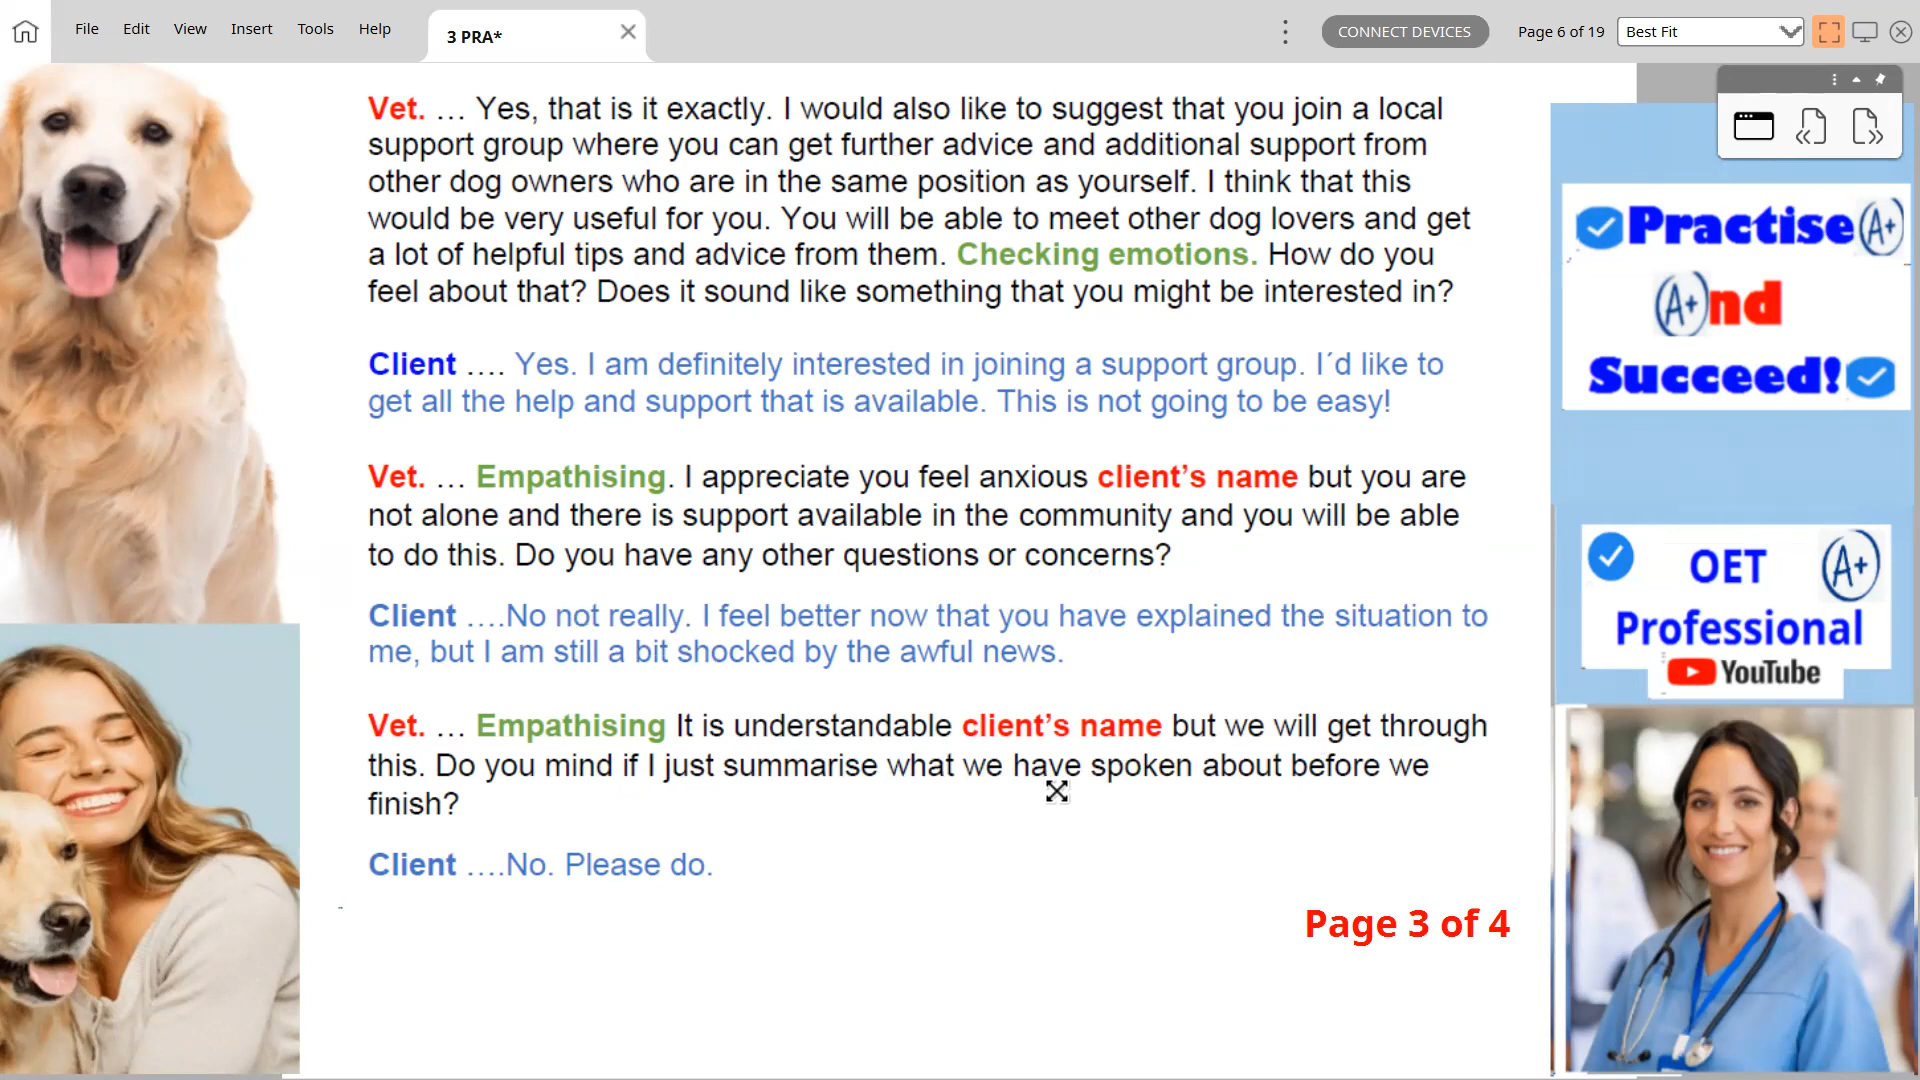 File Edit View Insert Tools Help
3 PRA*
CONNECT DEVICES
Page 6 of 19
Best Fit
Vet. … Yes, that is it exactly. I would also like to suggest that you join a local
support group where you can get further advice and additional support from
other dog owners who are in the same position as yourself. I think that this
would be very useful for you. You will be able to meet other dog lovers and get
a lot of helpful tips and advice from them. Checking emotions. How do you
feel about that? Does it sound like something that you might be interested in?
Client …. Yes. I am definitely interested in joining a support group. I´d like to
get all the help and support that is available. This is not going to be easy!
Vet. … Empathising. I appreciate you feel anxious client’s name but you are
not alone and there is support available in the community and you will be able
to do this. Do you have any other questions or concerns?
Client ….No not really. I feel better now that you have explained the situation to
me, but I am still a bit shocked by the awful news.
Vet. … Empathising It is understandable client’s name but we will get through
this. Do you mind if I just summarise what we have spoken about before we
finish?
Client ….No. Please do.
Page 3 of 4
Practise A+
A+nd
Succeed!
OET A+
Professional
YouTube